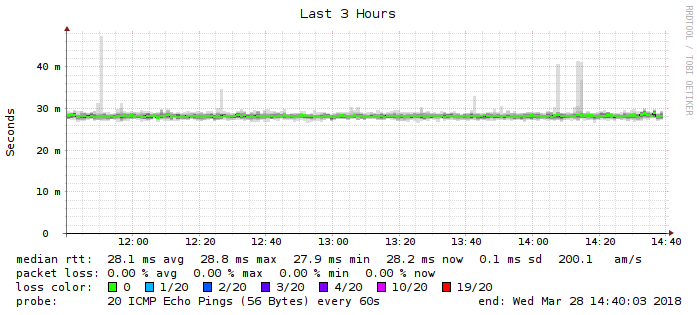 Last 3 Hours
RRDTOOL / TOBI OETIKER
Seconds
40 m
30 m
20 m
10 m
0
12:00 12:20 12:40 13:00 13:20 13:40 14:00 14:20 14:40
median rtt: 28.1 ms avg 28.8 ms max 27.9 ms min 28.2 ms now 0.1 ms sd 200.1 am/s
packet loss: 0.00 % avg 0.00 % max 0.00 % min 0.00 % now
loss color: 0 1/20 2/20 3/20 4/20 10/20 19/20
probe: 20 ICMP Echo Pings (56 Bytes) every 60s end: Wed Mar 28 14:40:03 2018